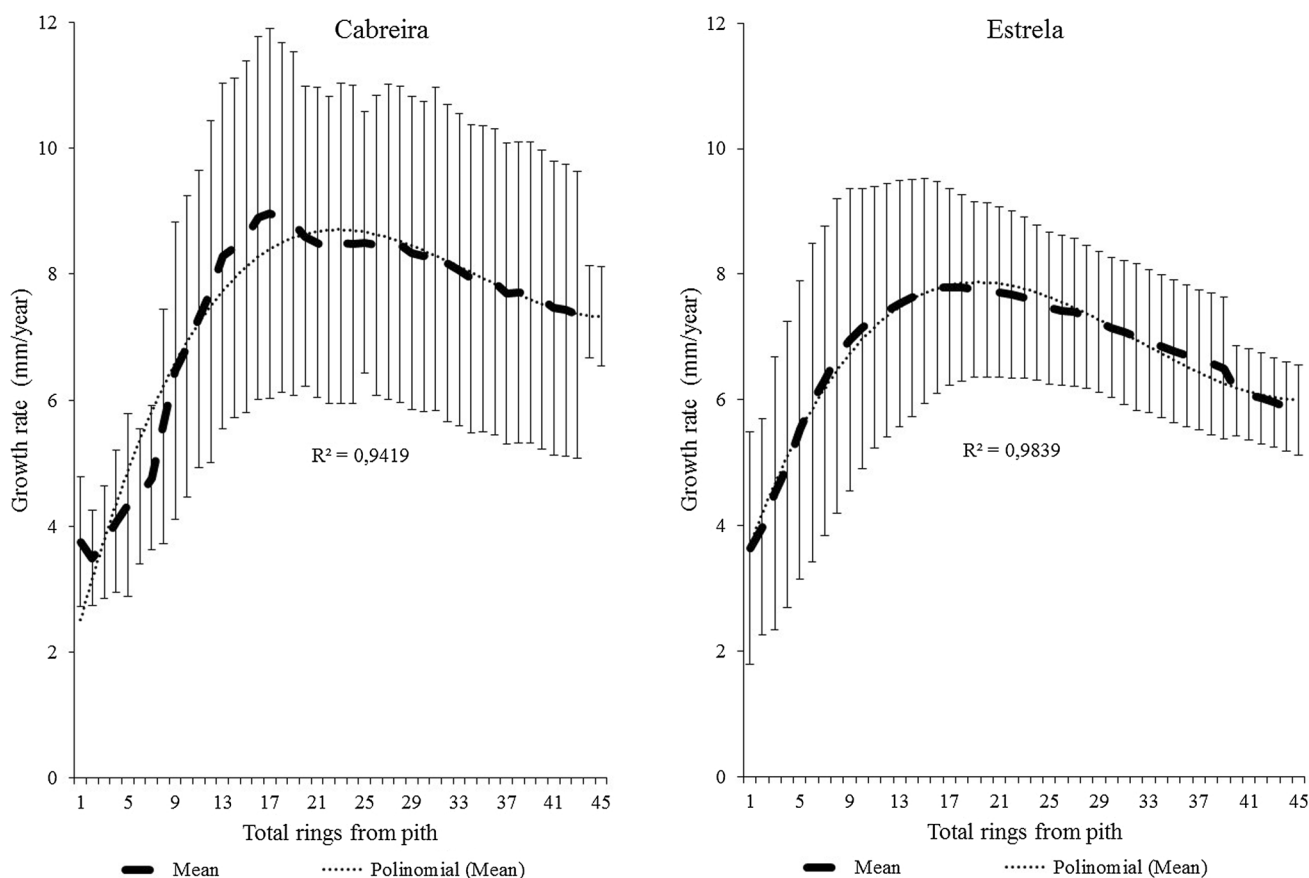 Cabreira
12
10
8
6
4
2
0
Growth rate (mm/year)
R² = 0,9419
1 5 9 13 17 21 25 29 33 37 41 45
Total rings from pith
Mean Polinomial (Mean)
Estrela
12
10
8
6
4
2
0
Growth rate (mm/year)
R² = 0,9839
1 5 9 13 17 21 25 29 33 37 41 45
Total rings from pith
Mean Polinomial (Mean)